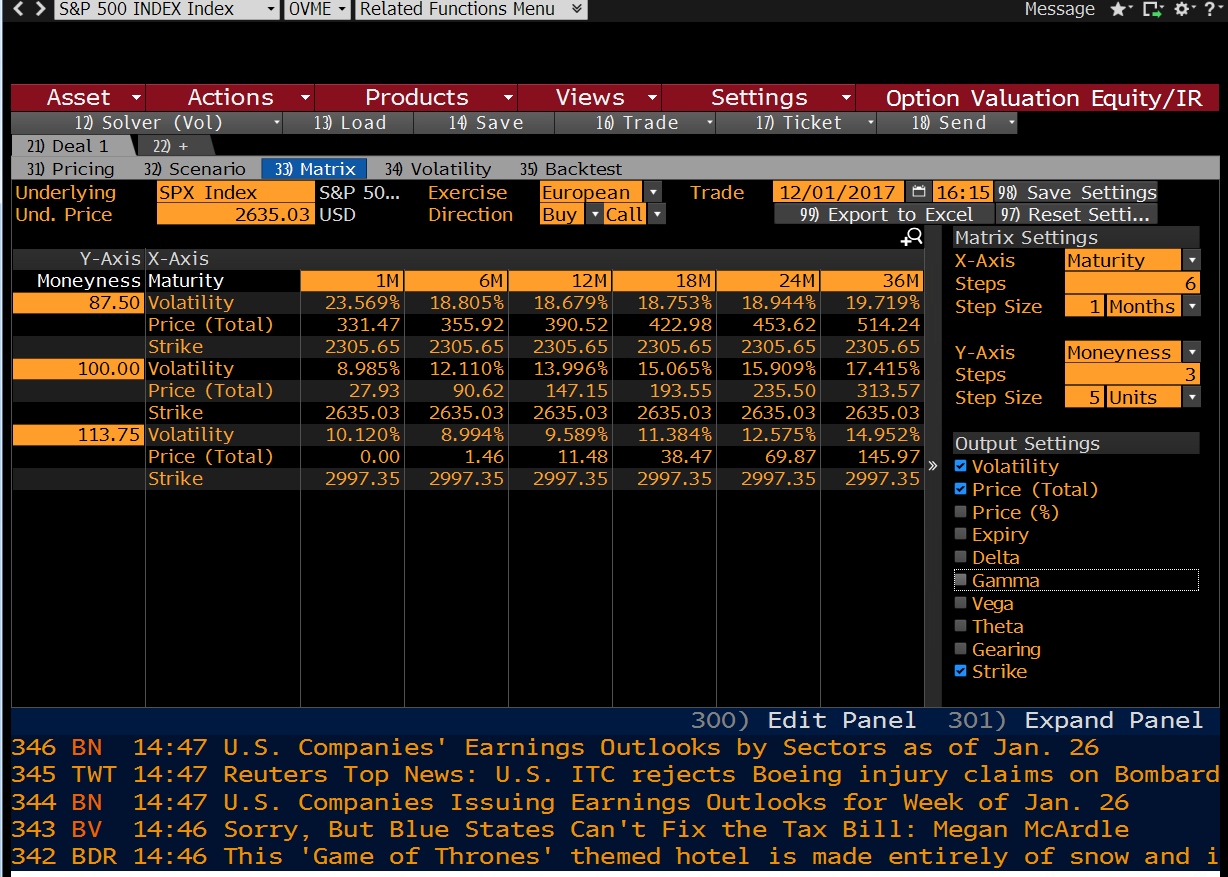 S&P 500 INDEX Index OVME Related Functions Menu Message ?
Asset Actions Products Views Settings Option Valuation Equity/IR
12) Solver (Vol) 13) Load 14) Save 16) Trade 17) Ticket 18) Send
21) Deal 1 22) +
31) Pricing 32) Scenario 33) Matrix 34) Volatility 35) Backtest
Underlying SPX Index S&P 50... Exercise European Trade 12/01/2017 16:15 98) Save Settings
Und. Price 2635.03 USD Direction Buy Call 99) Export to Excel 97) Reset Setti...
Y-Axis X-Axis
Moneyness Maturity 1M 6M 12M 18M 24M 36M
87.50 Volatility 23.569% 18.805% 18.679% 18.753% 18.944% 19.719%
Price (Total) 331.47 355.92 390.52 422.98 453.62 514.24
Strike 2305.65 2305.65 2305.65 2305.65 2305.65 2305.65
100.00 Volatility 8.985% 12.110% 13.996% 15.065% 15.909% 17.415%
Price (Total) 27.93 90.62 147.15 193.55 235.50 313.57
Strike 2635.03 2635.03 2635.03 2635.03 2635.03 2635.03
113.75 Volatility 10.120% 8.994% 9.589% 11.384% 12.575% 14.952%
Price (Total) 0.00 1.46 11.48 38.47 69.87 145.97
Strike 2997.35 2997.35 2997.35 2997.35 2997.35 2997.35
»
Matrix Settings
X-Axis Maturity
Steps 6
Step Size 1 Months
Y-Axis Moneyness
Steps 3
Step Size 5 Units
Output Settings
Volatility
Price (Total)
Price (%)
Expiry
Delta
Gamma
Vega
Theta
Gearing
Strike
300) Edit Panel 301) Expand Panel
346 BN 14:47 U.S. Companies' Earnings Outlooks by Sectors as of Jan. 26
345 TWT 14:47 Reuters Top News: U.S. ITC rejects Boeing injury claims on Bombard
344 BN 14:47 U.S. Companies Issuing Earnings Outlooks for Week of Jan. 26
343 BV 14:46 Sorry, But Blue States Can't Fix the Tax Bill: Megan McArdle
342 BDR 14:46 This 'Game of Thrones' themed hotel is made entirely of snow and i